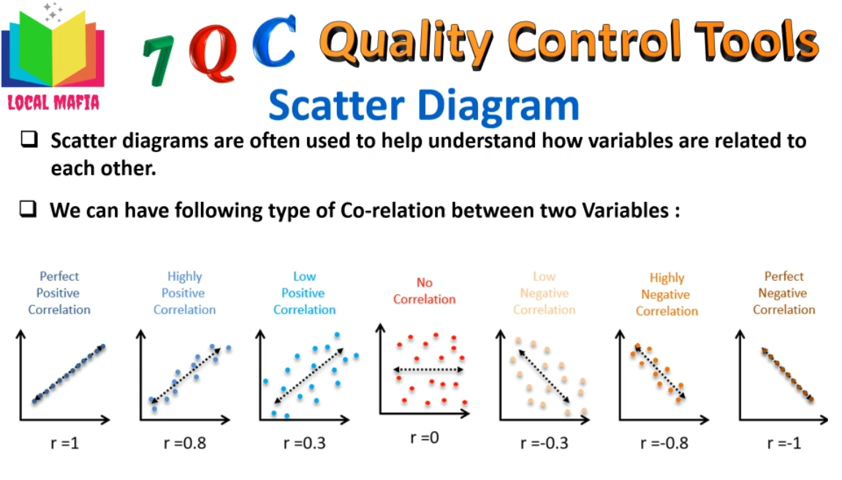 7 Q C Quality Control Tools
LOCAL MAFIA
Scatter Diagram
Scatter diagrams are often used to help understand how variables are related to
each other.
We can have following type of Co-relation between two Variables :
Perfect
Positive
Correlation
Highly
Positive
Correlation
Low
Positive
Correlation
No
Correlation
Low
Negative
Correlation
Highly
Negative
Correlation
Perfect
Negative
Correlation
r =1
r =0.8
r =0.3
r =0
r =-0.3
r =-0.8
r =-1